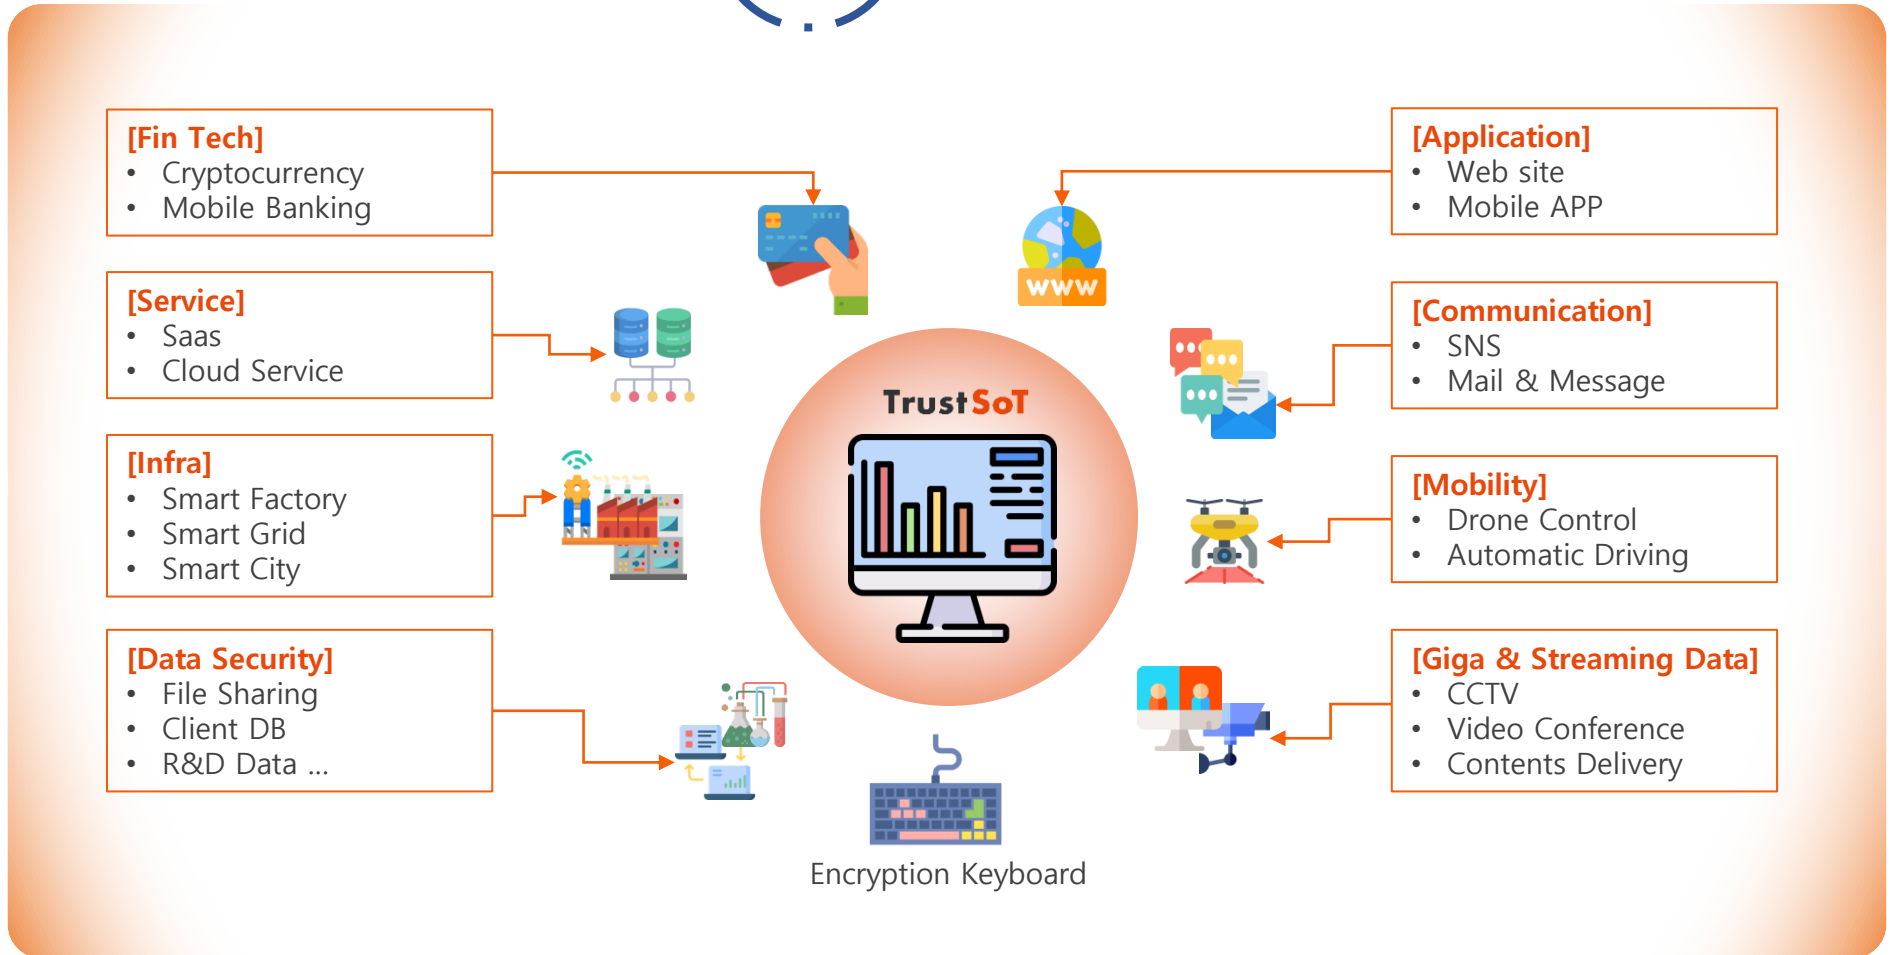 [Fin Tech]
• Cryptocurrency
• Mobile Banking
[Service]
• Saas
• Cloud Service
[Infra]
• Smart Factory
• Smart Grid
• Smart City
[Data Security]
• File Sharing
• Client DB
• R&D Data ...
WWW
TrustSoT
Encryption Keyboard
[Application]
• Web site
• Mobile APP
[Communication]
• SNS
• Mail & Message
[Mobility]
• Drone Control
• Automatic Driving
[Giga & Streaming Data]
• CCTV
• Video Conference
• Contents Delivery